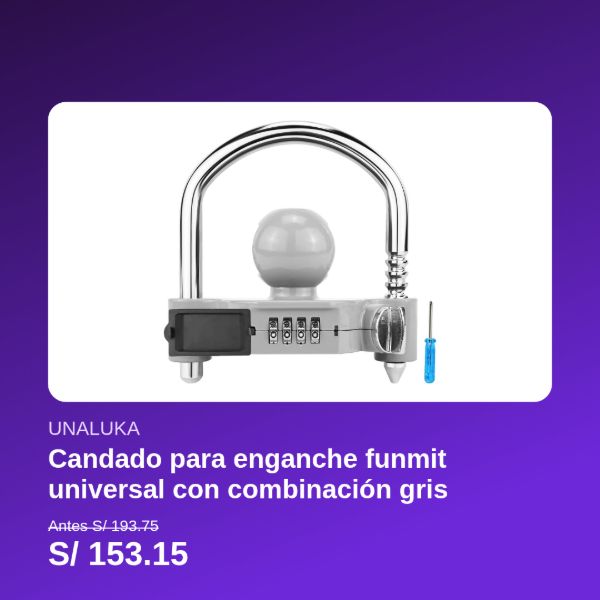 UNALUKA
Candado para enganche funmit
universal con combinación gris
Antes S/ 193.75
S/ 153.15